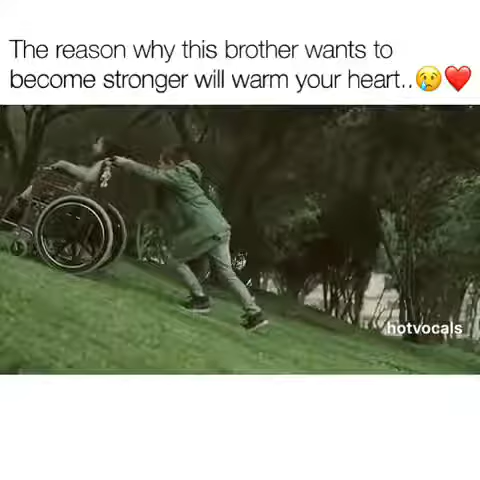 The reason why this brother wants to
become stronger will warm your heart..😢❤️
hotvocals